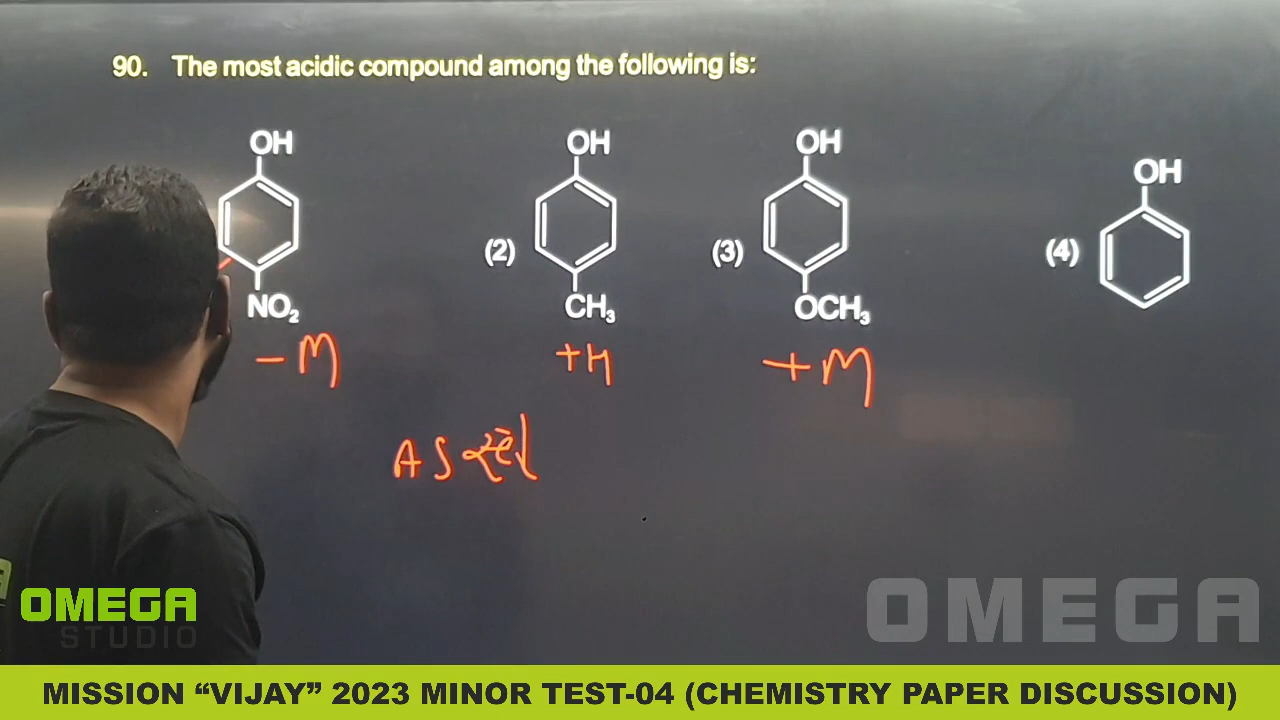 90. The most acidic compound among the following is:
OH
NO₂
(2)
OH
CH₃
(3)
OH
OCH₃
(4)
OH
-M
+H
+M
A S
OMEGA
STUDIO
OMEGA
MISSION “VIJAY” 2023 MINOR TEST-04 (CHEMISTRY PAPER DISCUSSION)